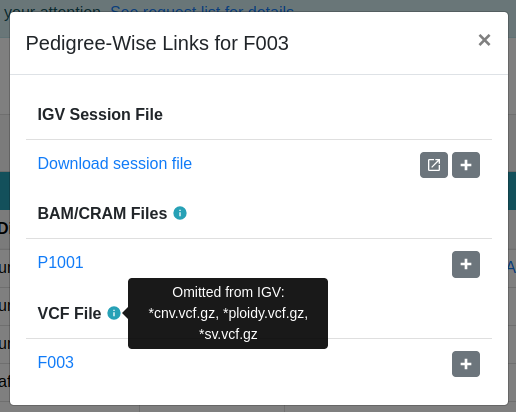 your attention. See request list for details
Pedigree-Wise Links for F003 ×
IGV Session File
Download session file
BAM/CRAM Files
P1001
Omitted from IGV:
*cnv.vcf.gz, *ploidy.vcf.gz,
*sv.vcf.gz
VCF File
F003